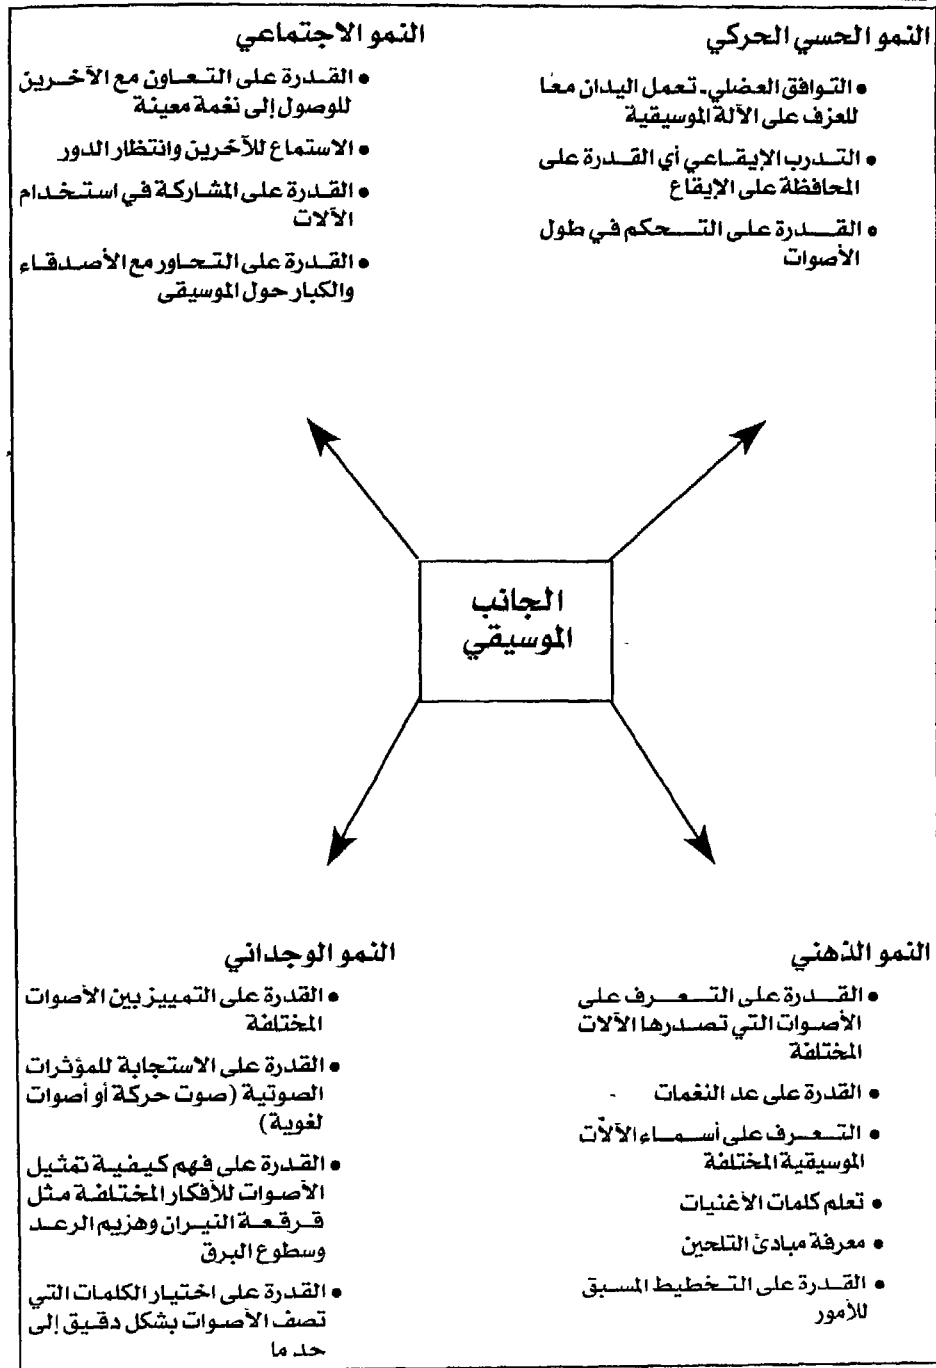 النمو الحسي الحركي
• التوافق العضلي - تعمل اليدان معًا
للعزف على الآلة الموسيقية
• التدرب الإيقاعي أي القدرة على
المحافظة على الإيقاع
• القدرة على التحكم في طول
الأصوات
النمو الاجتماعي
• القدرة على التعاون مع الآخرين
للوصول إلى نغمة معينة
• الاستماع للآخرين وانتظار الدور
• القدرة على المشاركة في استخدام
الآلات
• القدرة على التحاور مع الأصدقاء
والكبار حول الموسيقى
الجانب
الموسيقي
النمو الذهني
• القدرة على التعرف على
الأصوات التي تصدرها الآلات
المختلفة
• القدرة على عد النغمات
• التعرف على أسماء الآلات
الموسيقية المختلفة
• تعلم كلمات الأغنيات
• معرفة مبادئ التلحين
• القدرة على التخطيط المسبق
للأمور
النمو الوجداني
• القدرة على التمييز بين الأصوات
المختلفة
• القدرة على الاستجابة للمؤثرات
الصوتية (صوت حركة أو أصوات
لغوية)
• القدرة على فهم كيفية تمثيل
الأصوات للأفكار المختلفة مثل
قرقعة النيران وهزيم الرعد
وسطوع البرق
• القدرة على اختيار الكلمات التي
تصف الأصوات بشكل دقيق إلى
حد ما